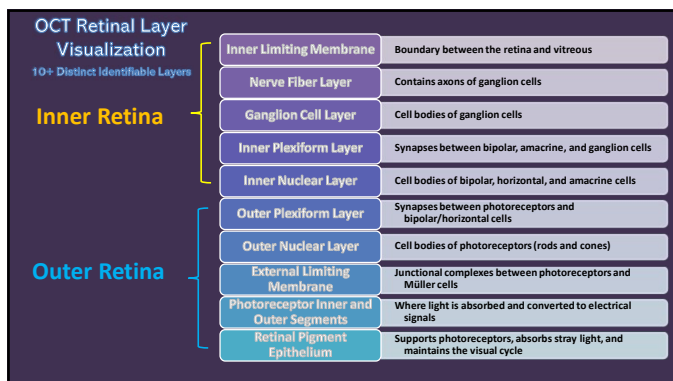 OCT Retinal Layer
Visualization
10+ Distinct Identifiable Layers
Inner Retina
Outer Retina
Inner Limiting Membrane
Boundary between the retina and vitreous
Nerve Fiber Layer
Contains axons of ganglion cells
Ganglion Cell Layer
Cell bodies of ganglion cells
Inner Plexiform Layer
Synapses between bipolar, amacrine, and ganglion cells
Inner Nuclear Layer
Cell bodies of bipolar, horizontal, and amacrine cells
Outer Plexiform Layer
Synapses between photoreceptors and
bipolar/horizontal cells
Outer Nuclear Layer
Cell bodies of photoreceptors (rods and cones)
External Limiting
Membrane
Junctional complexes between photoreceptors and
Müller cells
Photoreceptor Inner and
Outer Segments
Where light is absorbed and converted to electrical
signals
Retinal Pigment
Epithelium
Supports photoreceptors, absorbs stray light, and
maintains the visual cycle